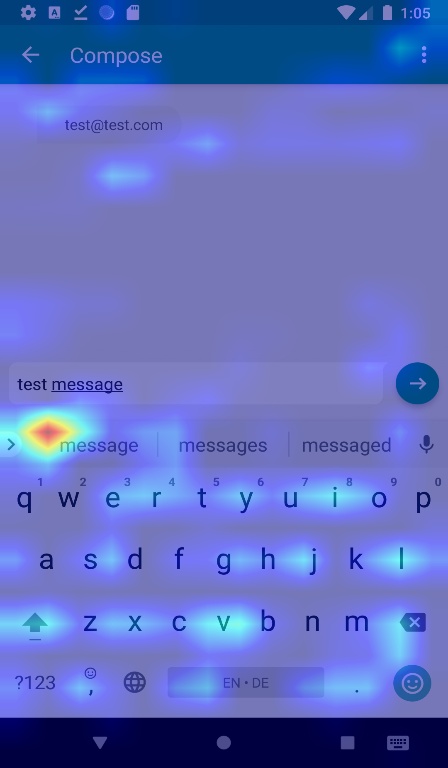 1:05
Compose
test@test.com
test message
message messages messaged
1 2 3 4 5 6 7 8 9 0
q w e r t y u i o p
a s d f g h j k l
z x c v b n m
?123 , EN • DE .